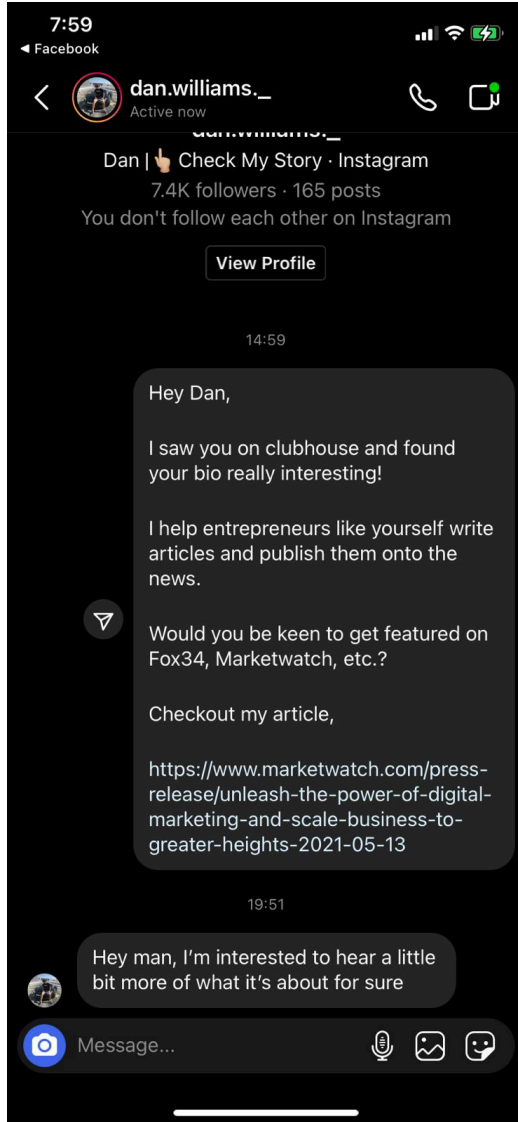 7:59
◀ Facebook
dan.williams._
Active now
dan.williams._
Dan |👆🏼 Check My Story · Instagram
7.4K followers · 165 posts
You don't follow each other on Instagram
View Profile
14:59
Hey Dan,
I saw you on clubhouse and found
your bio really interesting!
I help entrepreneurs like yourself write
articles and publish them onto the
news.
Would you be keen to get featured on
Fox34, Marketwatch, etc.?
Checkout my article,
https://www.marketwatch.com/press-
release/unleash-the-power-of-digital-
marketing-and-scale-business-to-
greater-heights-2021-05-13
19:51
Hey man, I'm interested to hear a little
bit more of what it's about for sure
Message...